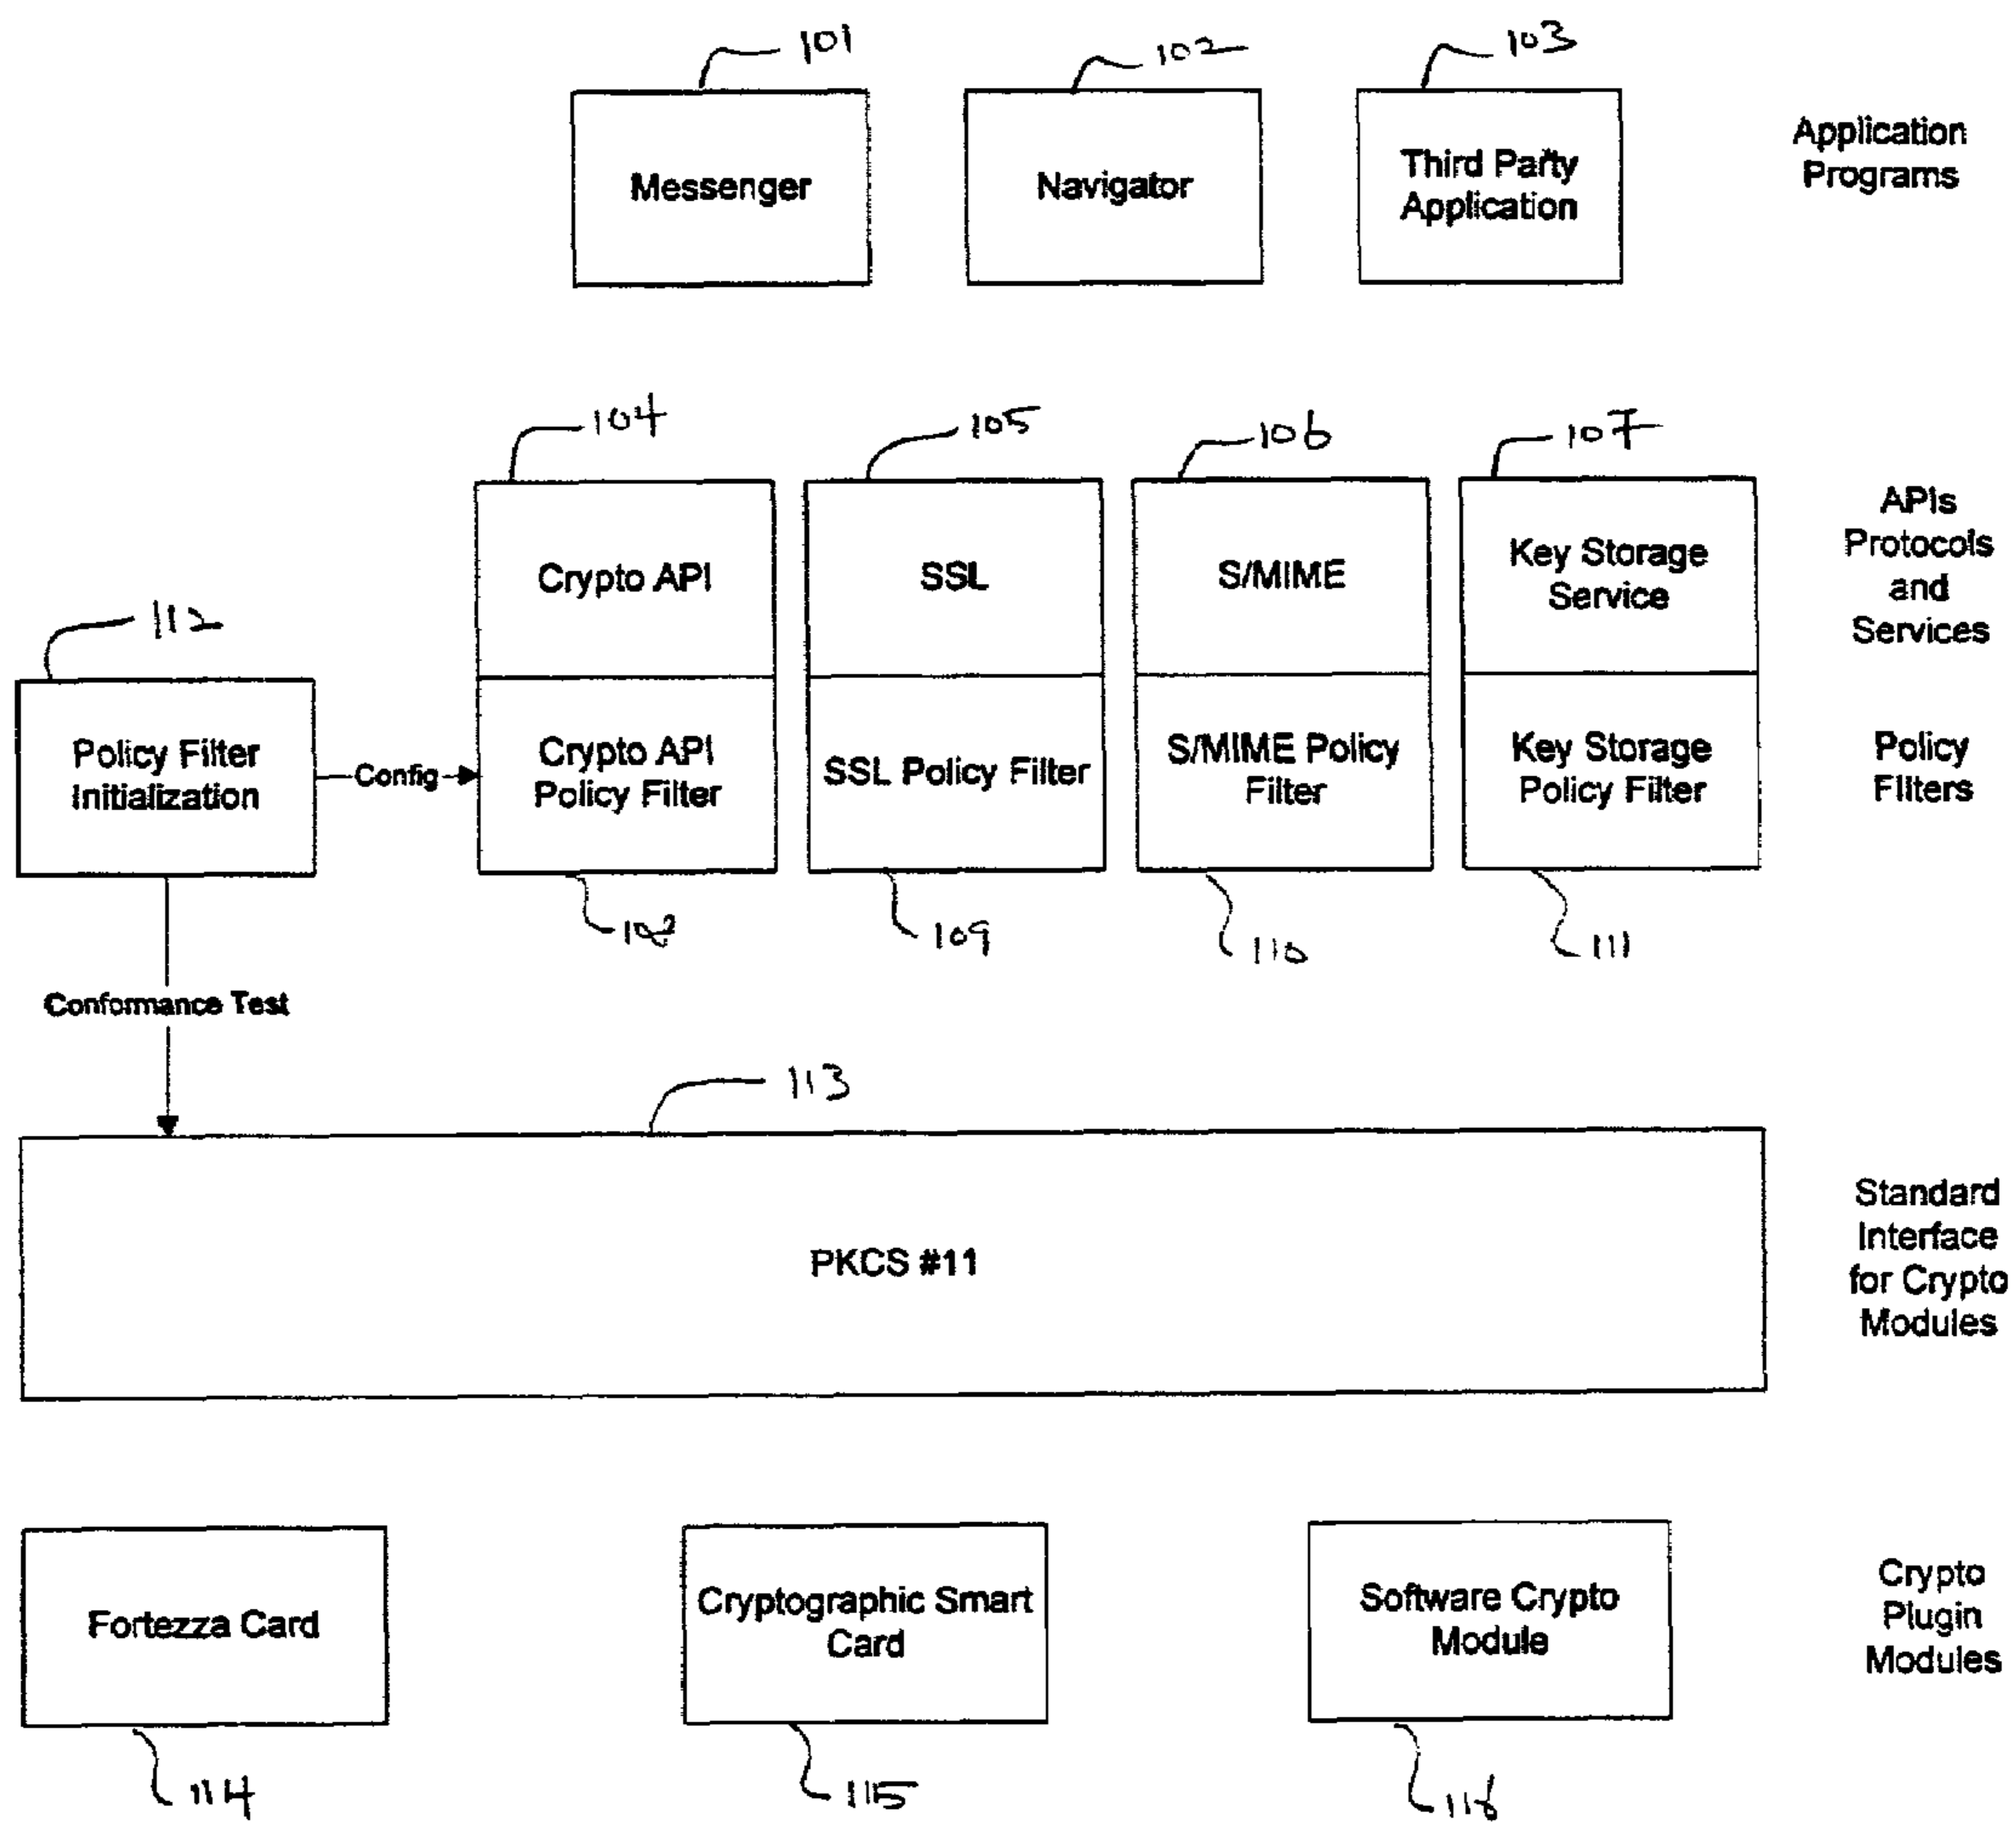 101
102
103
Messenger
Navigator
Third Party
Application
Application
Programs
104
105
106
107
Crypto API
SSL
S/MIME
Key Storage
Service
APIs
Protocols
and
Services
112
Policy Filter
Initialization
Config
Crypto API
Policy Filter
SSL Policy Filter
S/MIME Policy
Filter
Key Storage
Policy Filter
Policy
Filters
108
109
110
111
Conformance Test
113
PKCS #11
Standard
Interface
for Crypto
Modules
Fortezza Card
Cryptographic Smart
Card
Software Crypto
Module
Crypto
Plugin
Modules
114
115
116